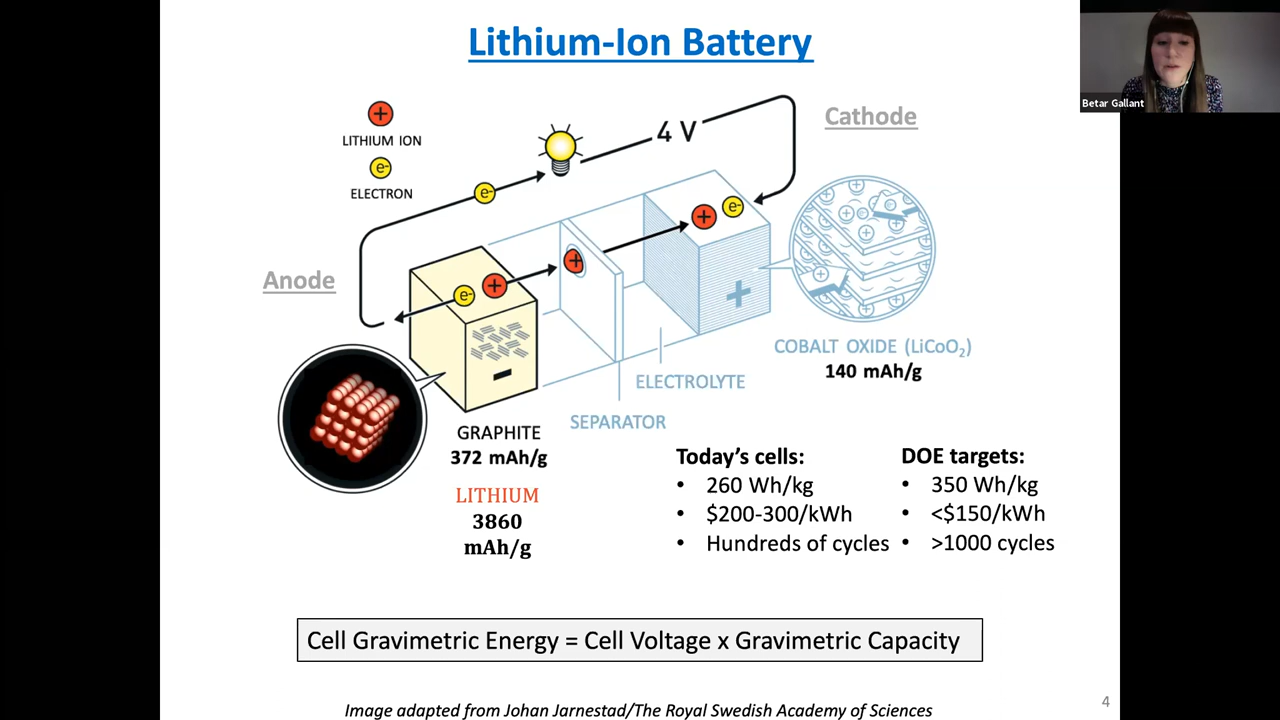 Lithium-Ion Battery
Betar Gallant
+
LITHIUM ION
e-
ELECTRON
4 V
Cathode
e-
+
e-
+
Anode
e-
+
+
-
COBALT OXIDE (LiCoO₂)
140 mAh/g
ELECTROLYTE
SEPARATOR
GRAPHITE
372 mAh/g
LITHIUM
3860
mAh/g
Today's cells:
• 260 Wh/kg
• $200-300/kWh
• Hundreds of cycles
DOE targets:
• 350 Wh/kg
• <$150/kWh
• >1000 cycles
Cell Gravimetric Energy = Cell Voltage x Gravimetric Capacity
4
Image adapted from Johan Jarnestad/The Royal Swedish Academy of Sciences